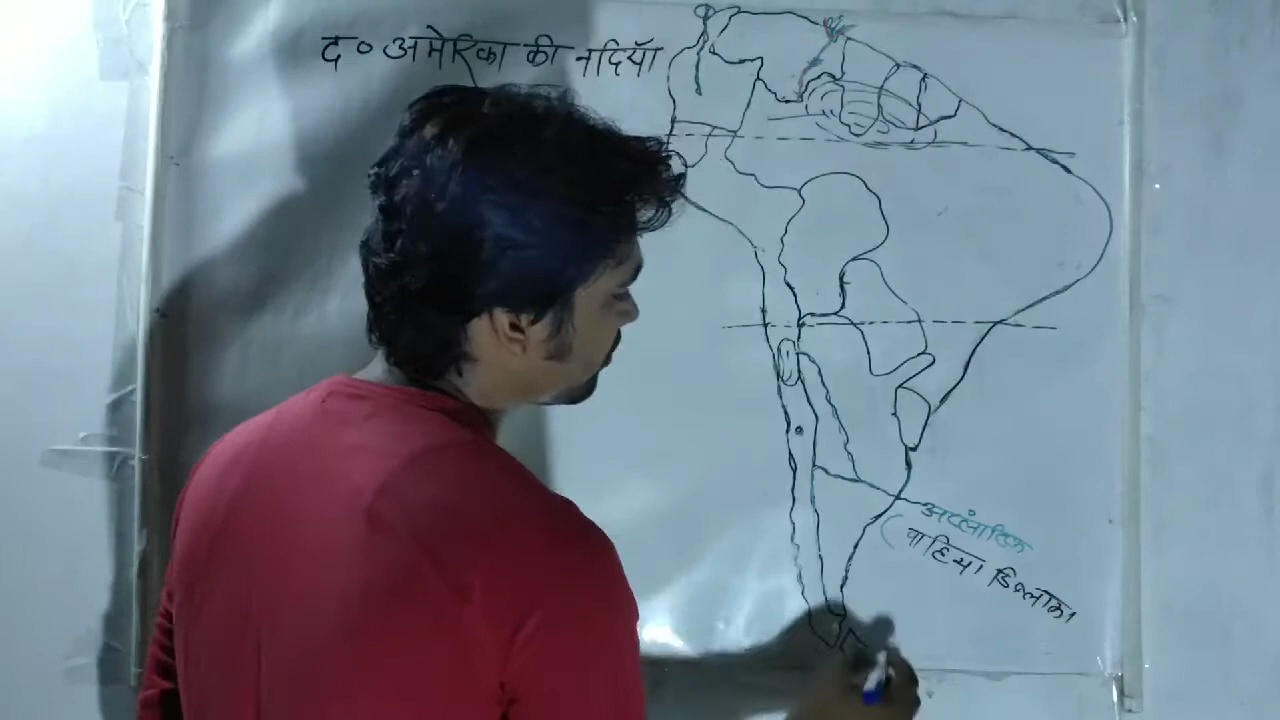 द० अमेरिका की नदियाँ
अटलांटिक
(वाहिया ब्लांका